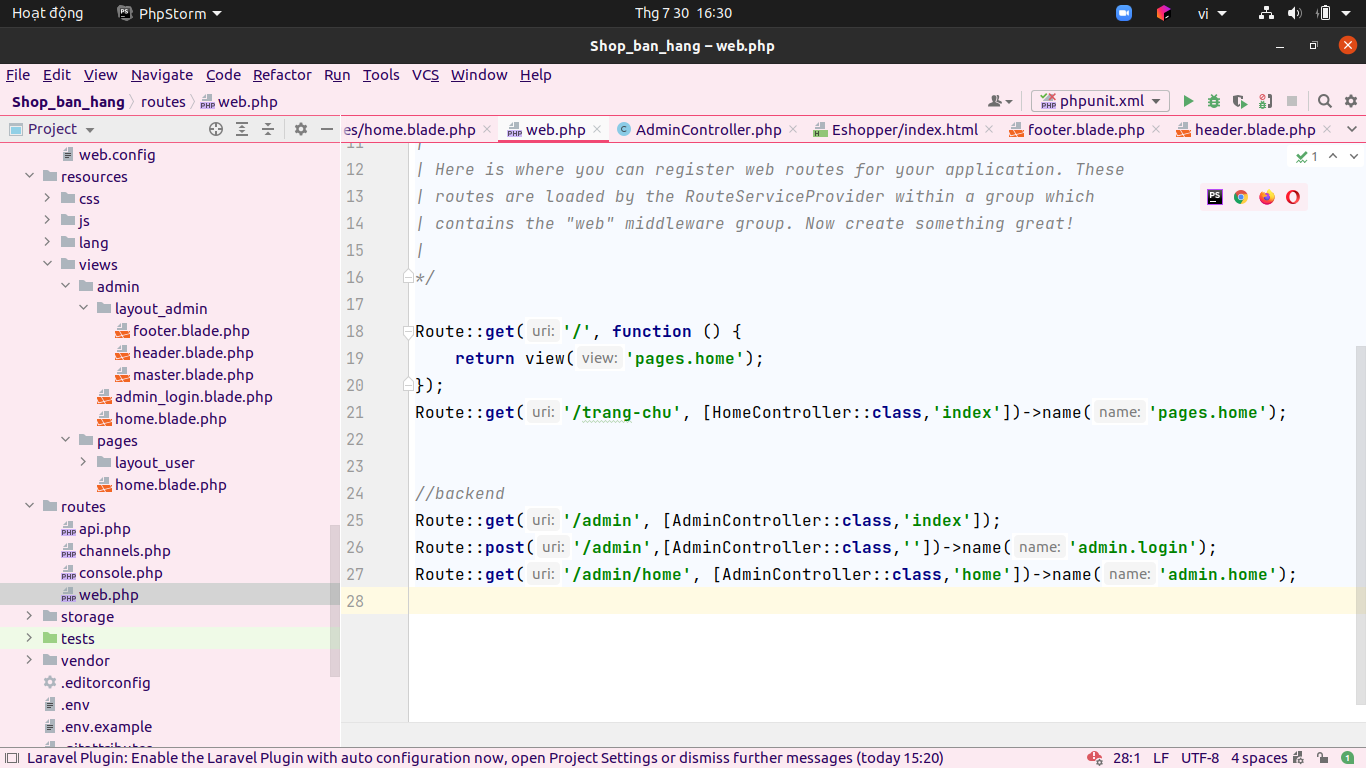 Hoạt động PhpStorm Thg 7 30 16:30 vi
Shop_ban_hang – web.php
File Edit View Navigate Code Refactor Run Tools VCS Window Help
Shop_ban_hang routes web.php phpunit.xml
Project es/home.blade.php web.php AdminController.php Eshopper/index.html footer.blade.php header.blade.php
web.config
resources
css
js
lang
views
admin
layout_admin
footer.blade.php
header.blade.php
master.blade.php
admin_login.blade.php
home.blade.php
pages
layout_user
home.blade.php
routes
api.php
channels.php
console.php
web.php
storage
tests
vendor
.editorconfig
.env
.env.example
.gitattributes
11 |
12 | Here is where you can register web routes for your application. These
13 | routes are loaded by the RouteServiceProvider within a group which
14 | contains the "web" middleware group. Now create something great!
15 |
16 */
17
18 Route::get( uri: '/', function () {
19 return view( view: 'pages.home');
20 });
21 Route::get( uri: '/trang-chu', [HomeController::class,'index'])->name( name: 'pages.home');
22
23
24 //backend
25 Route::get( uri: '/admin', [AdminController::class,'index']);
26 Route::post( uri: '/admin',[AdminController::class,''])->name( name: 'admin.login');
27 Route::get( uri: '/admin/home', [AdminController::class,'home'])->name( name: 'admin.home');
28
1
Laravel Plugin: Enable the Laravel Plugin with auto configuration now, open Project Settings or dismiss further messages (today 15:20) 28:1 LF UTF-8 4 spaces 1